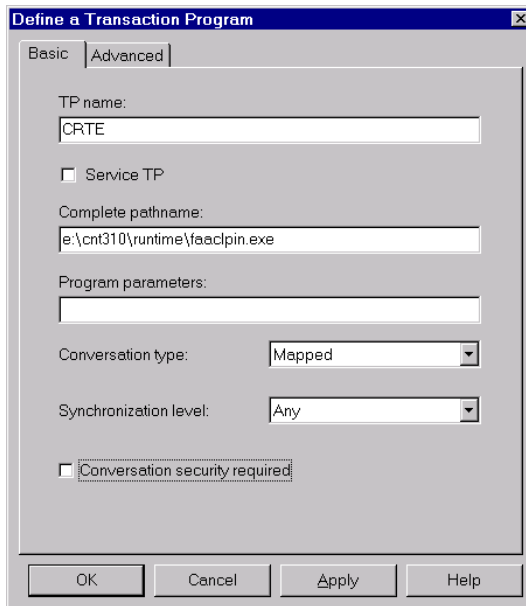 Define a Transaction Program
Basic Advanced
TP name:
CRTE
Service TP
Complete pathname:
e:\cnt310\runtime\faaclpin.exe
Program parameters:
Conversation type: Mapped
Synchronization level: Any
Conversation security required
OK Cancel Apply Help